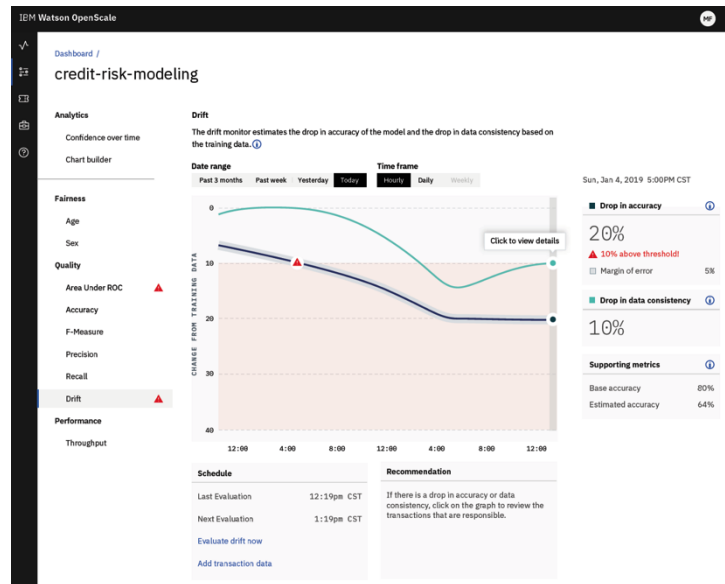 IBM Watson OpenScale
MF
Dashboard /
credit-risk-modeling
Analytics
Confidence over time
Chart builder
Fairness
Age
Sex
Quality
Area Under ROC
Accuracy
F-Measure
Precision
Recall
Drift
Performance
Throughput
Drift
The drift monitor estimates the drop in accuracy of the model and the drop in data consistency based on
the training data.
Date range
Past 3 months Past week Yesterday Today
Time frame
Hourly Daily Weekly
CHANGE FROM TRAINING DATA
0
10
20
30
40
Click to view details
12:00 4:00 8:00 12:00 4:00 8:00 12:00
Schedule
Last Evaluation 12:19pm CST
Next Evaluation 1:19pm CST
Evaluate drift now
Add transaction data
Recommendation
If there is a drop in accuracy or data
consistency, click on the graph to review the
transactions that are responsible.
Sun, Jan 4, 2019 5:00PM CST
Drop in accuracy
20%
10% above threshold!
Margin of error 5%
Drop in data consistency
10%
Supporting metrics
Base accuracy 80%
Estimated accuracy 64%